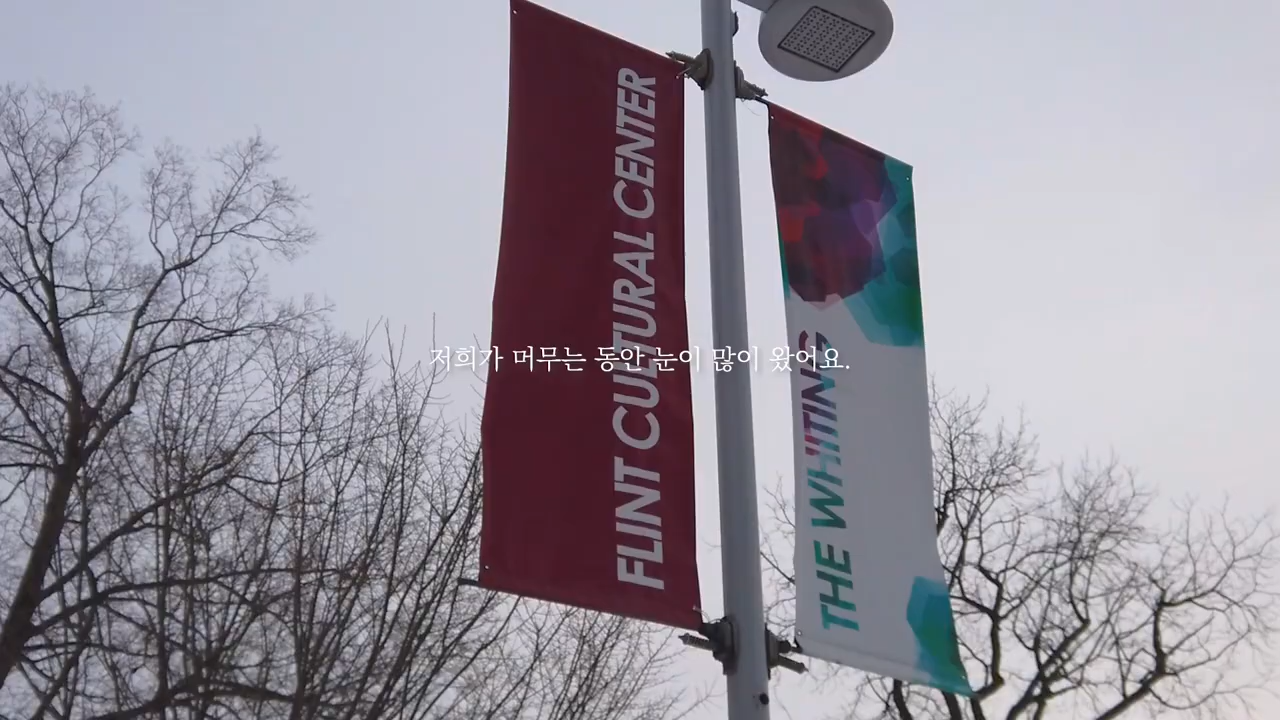 FLINT CULTURAL CENTER
THE WHITING
저희가 머무는 동안 눈이 많이 왔어요.